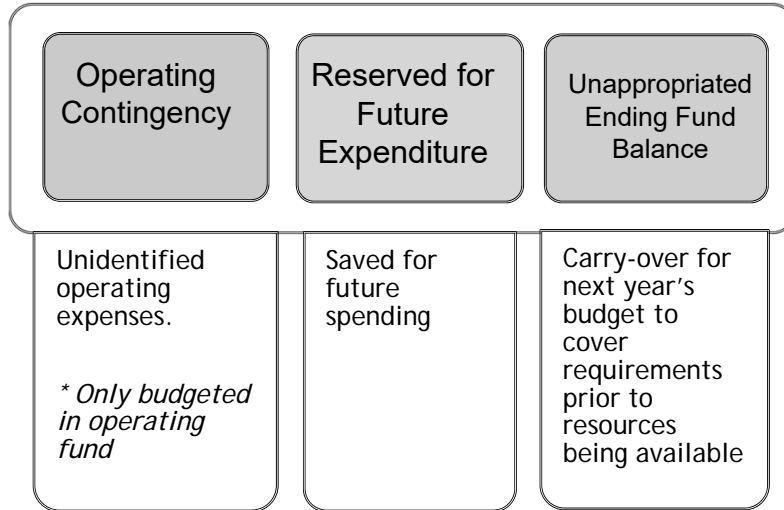 Operating
Contingency
Reserved for
Future
Expenditure
Unappropriated
Ending Fund
Balance
Unidentified
operating
expenses.
* Only budgeted
in operating
fund
Saved for
future
spending
Carry-over for
next year's
budget to
cover
requirements
prior to
resources
being available